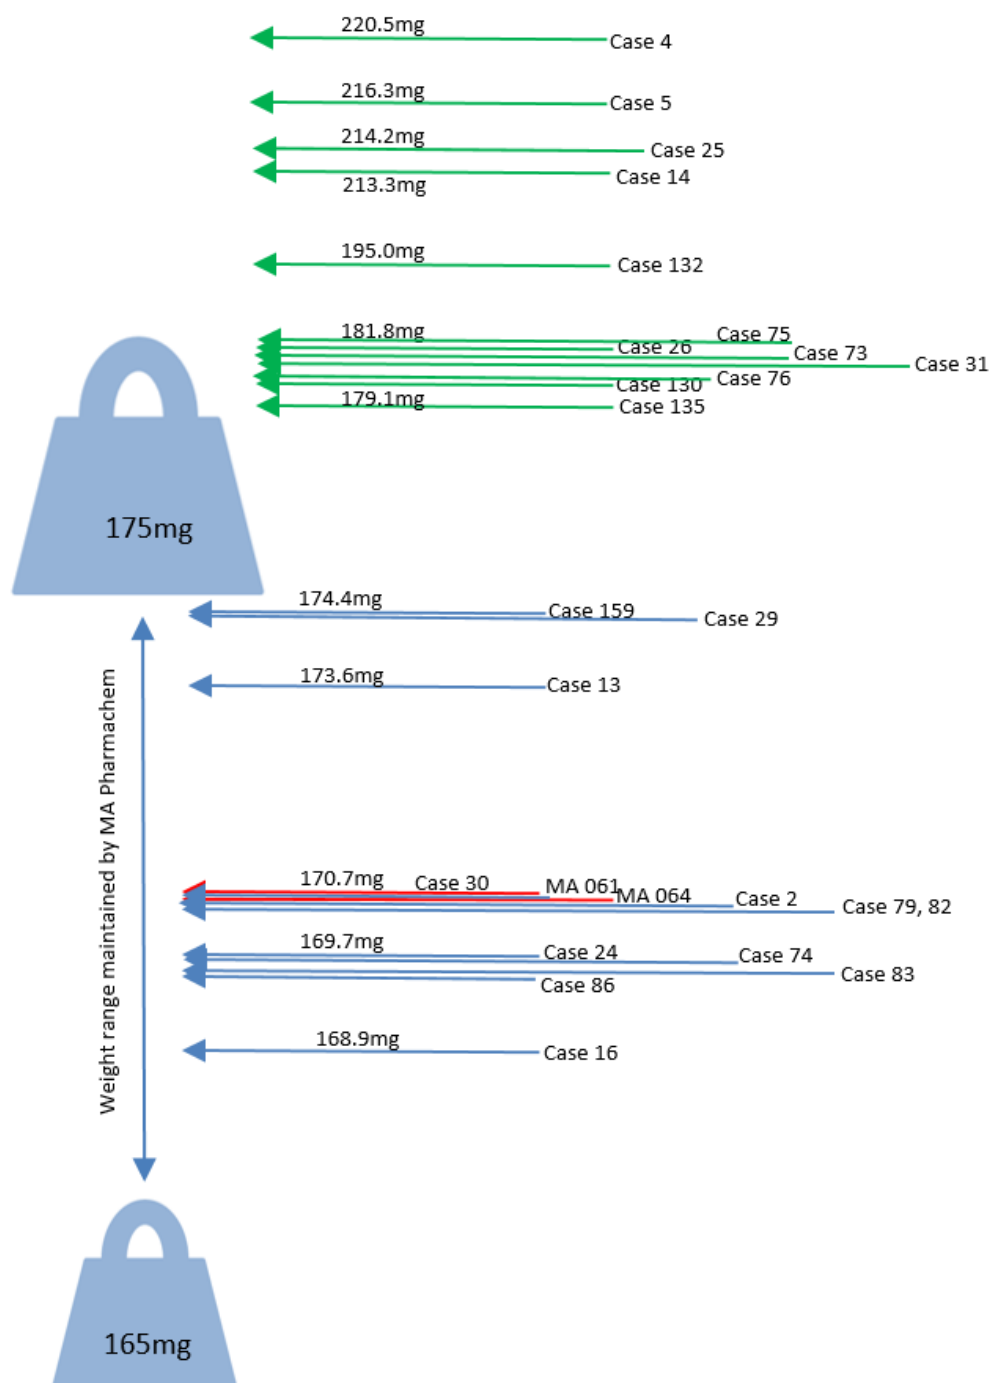 220.5mg
Case 4
216.3mg
Case 5
214.2mg
Case 25
Case 14
213.3mg
195.0mg
Case 132
181.8mg
Case 75
Case 26
Case 73
Case 31
Case 76
Case 130
179.1mg
Case 135
175mg
174.4mg
Case 159
Case 29
173.6mg
Case 13
Weight range maintained by MA Pharmachem
170.7mg
Case 30
MA 061
MA 064
Case 2
Case 79, 82
169.7mg
Case 24
Case 74
Case 83
Case 86
168.9mg
Case 16
165mg